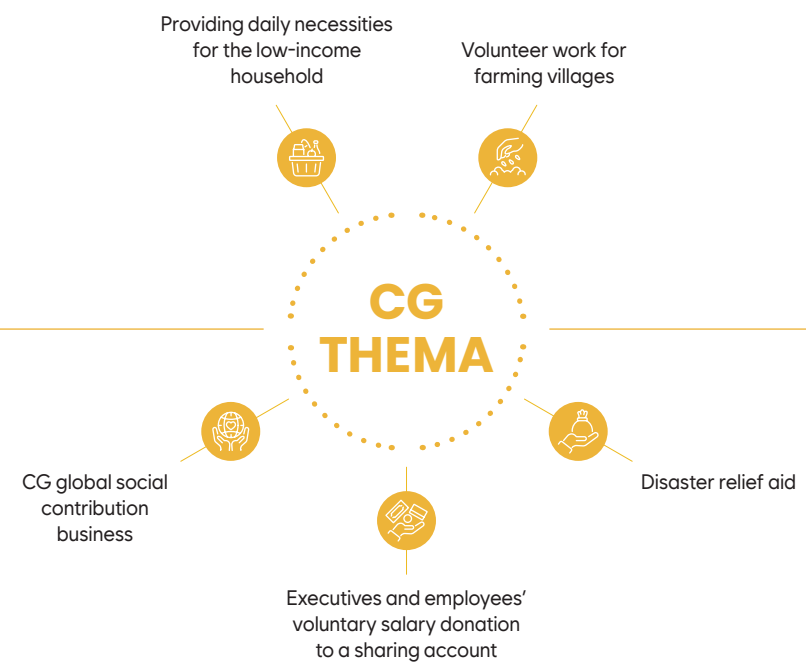 Providing daily necessities
for the low-income
household
Volunteer work for
farming villages
CG
THEMA
CG global social
contribution
business
Disaster relief aid
Executives and employees’
voluntary salary donation
to a sharing account